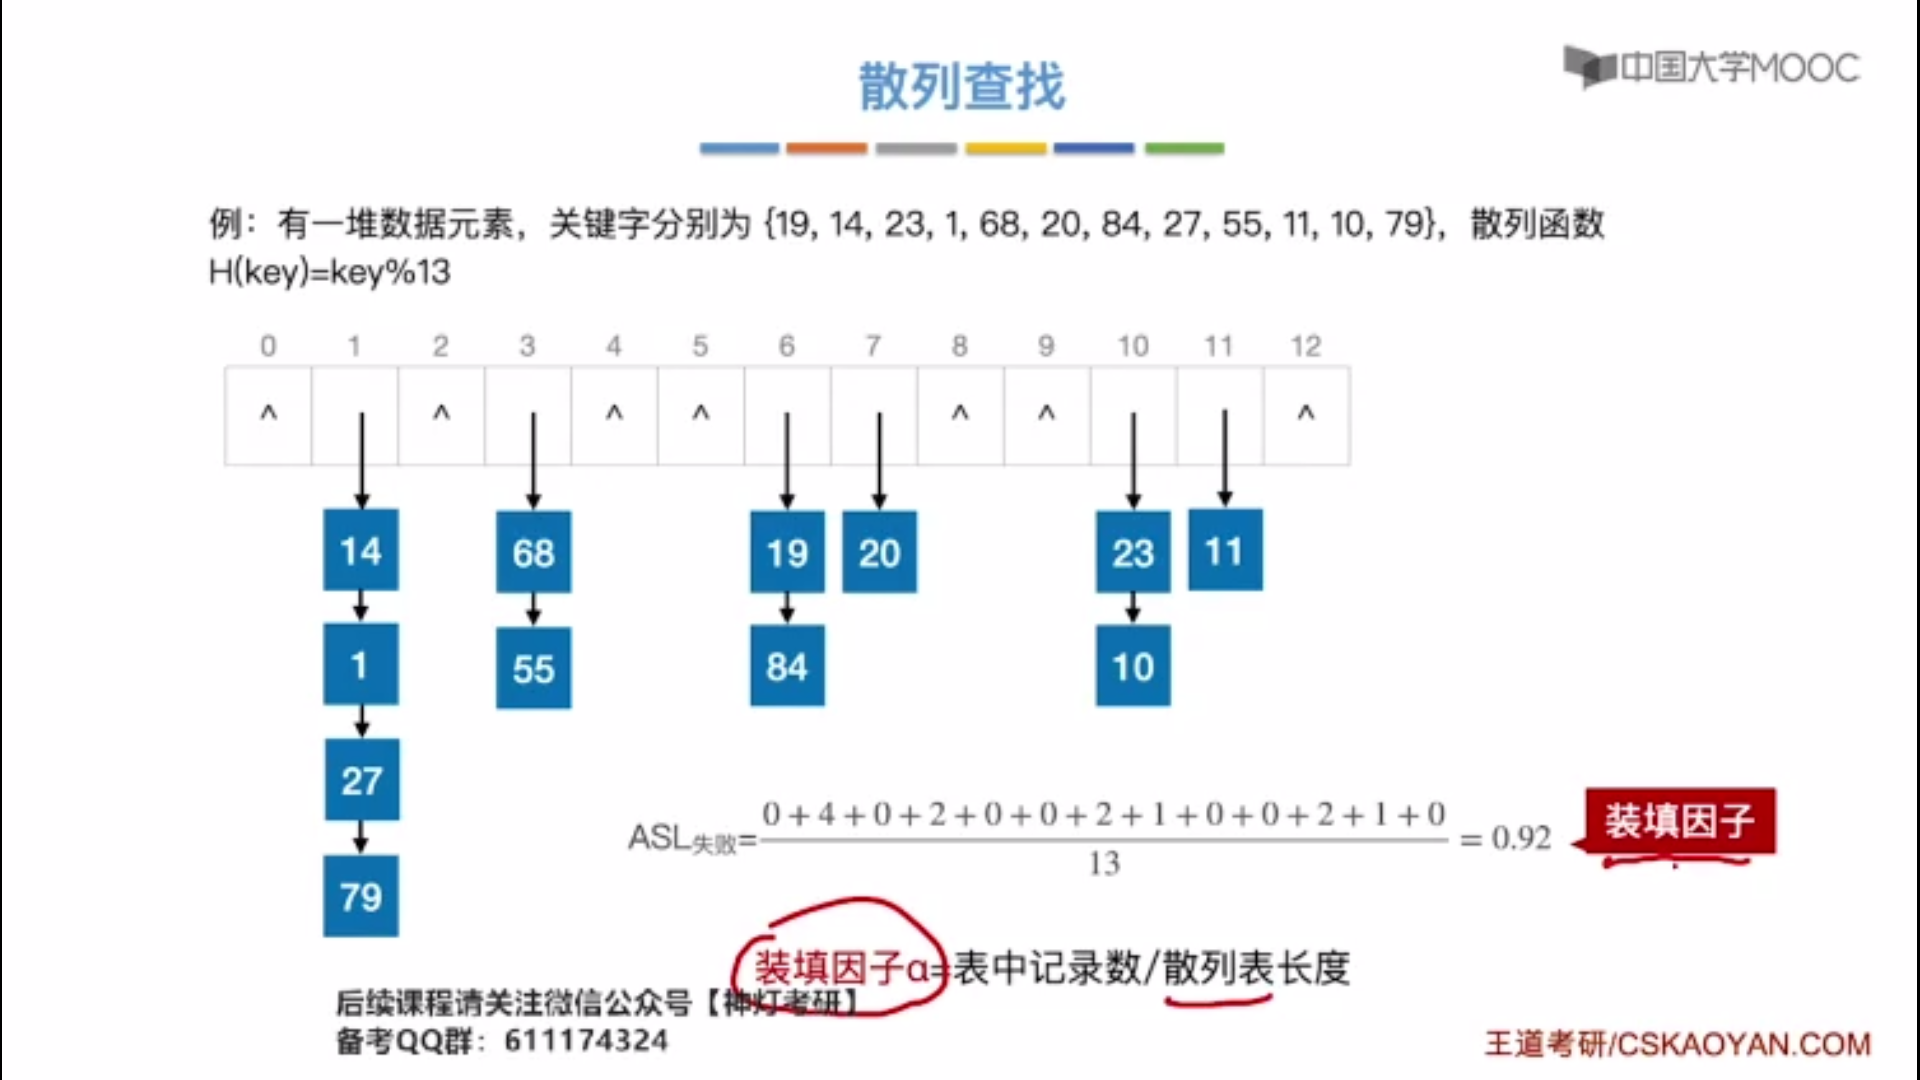 散列查找
中国大学MOOC
例：有一堆数据元素，关键字分别为 {19, 14, 23, 1, 68, 20, 84, 27, 55, 11, 10, 79}，散列函数
H(key)=key%13
0 1 2 3 4 5 6 7 8 9 10 11 12
^ ^ ^ ^ ^ ^ ^
14 68 19 20 23 11
1 55 84 10
27
79
ASL失败= 0 + 4 + 0 + 2 + 0 + 0 + 2 + 1 + 0 + 0 + 2 + 1 + 0 / 13 = 0.92
装填因子
装填因子α=表中记录数/散列表长度
后续课程请关注微信公众号【神灯考研】
备考QQ群：611174324
王道考研/CSKAOYAN.COM